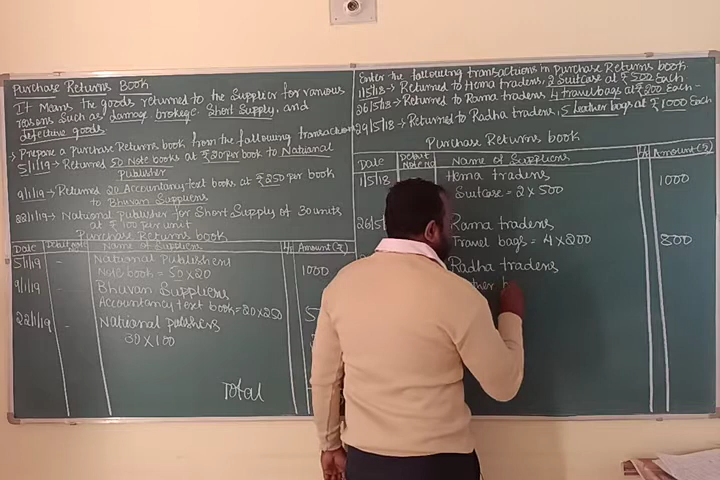 Purchase Returns Book
It Means the goods returned to the Supplier for various
reasons Such as damage brokege, Short Supply, and
defective goods.
Prepare a Purchase Returns book from the following transactions
5/1/19 → Returned 50 Note books at ₹20 per book to National
Publisher
9/1/19 → Returned 20 Accountancy text books at ₹250 per book
to Bhuvan Suppliers
22/1/19 → National Publisher for Short Supply of 30 units
at ₹100 per unit
Purchase Returns book
Date Name of Suppliers L/F Amount (₹)
5/1/19 - National Publishers
Note book = 50 × 20 1000
9/1/19 - Bhuvan Suppliers
Accountancy text book = 20 × 250 5
22/1/19 - National publishers
30 × 100
Total
Enter the following transactions in Purchase Returns book
1/5/18 → Returned to Hema traders, 2 Suitcase at ₹500 Each
26/5/18 → Returned to Rama traders, 4 travel bags at ₹200 Each
29/5/18 → Returned to Radha traders, 5 Leather bags at ₹1000 Each
Purchase Returns book
Date Debit Note No Name of Suppliers L/F Amount (₹)
1/5/18 Hema traders
Suitcase = 2 × 500 1000
26/5/1 Rama traders
Travel bags = 4 × 200 800
Radha traders
ther b